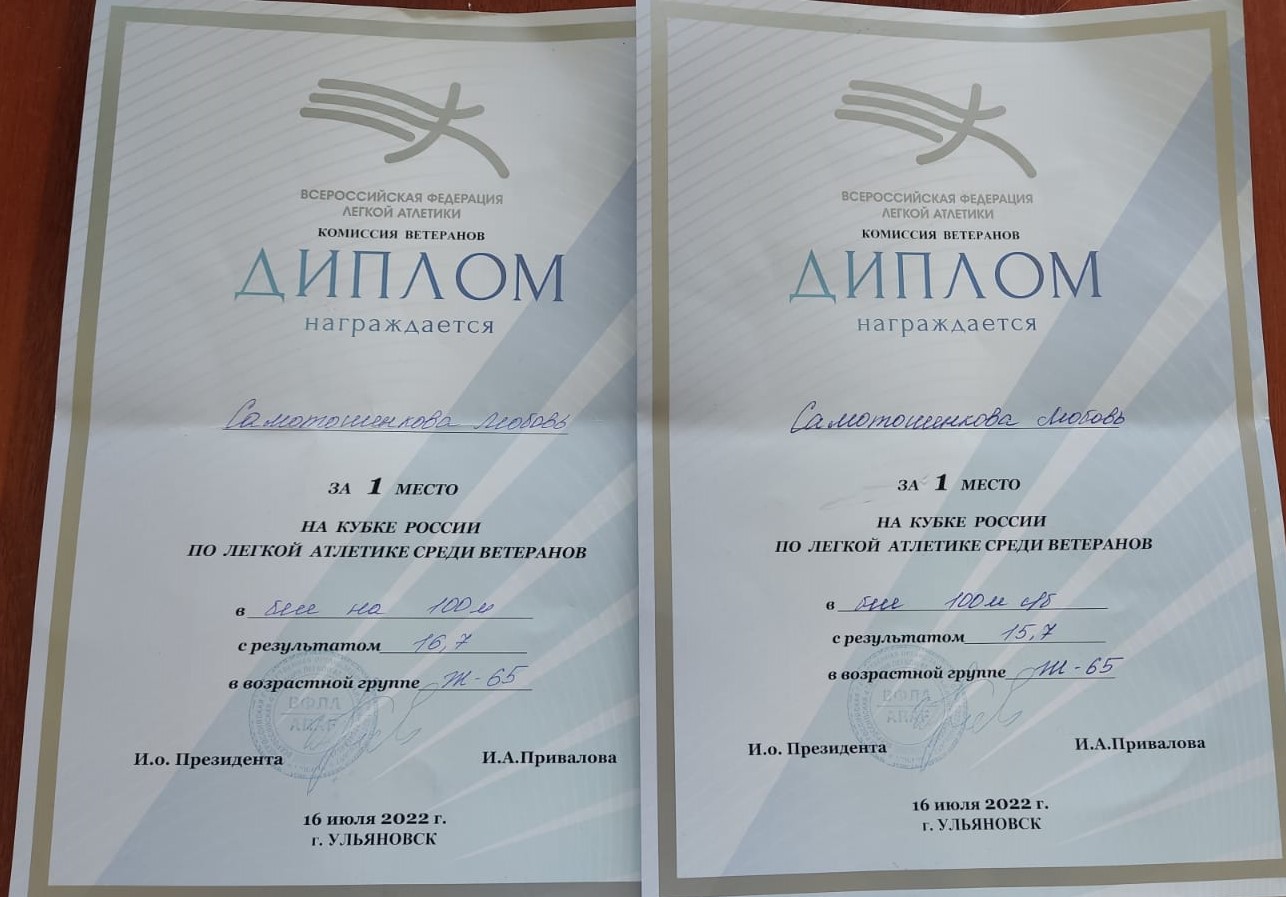 ВСЕРОССИЙСКАЯ ФЕДЕРАЦИЯ
ЛЕГКОЙ АТЛЕТИКИ
КОМИССИЯ ВЕТЕРАНОВ
ДИПЛОМ
награждается
Самотошенкова Любовь
ЗА 1 МЕСТО
НА КУБКЕ РОССИИ
ПО ЛЕГКОЙ АТЛЕТИКЕ СРЕДИ ВЕТЕРАНОВ
в беге на 100м
с результатом 16,7
в возрастной группе Ж-65
ВФЛА
И.о. Президента И.А.Привалова
16 июля 2022 г.
г. УЛЬЯНОВСК
ВСЕРОССИЙСКАЯ ФЕДЕРАЦИЯ
ЛЕГКОЙ АТЛЕТИКИ
КОМИССИЯ ВЕТЕРАНОВ
ДИПЛОМ
награждается
Самотошенкова Любовь
ЗА 1 МЕСТО
НА КУБКЕ РОССИИ
ПО ЛЕГКОЙ АТЛЕТИКЕ СРЕДИ ВЕТЕРАНОВ
в беге 100м с/б
с результатом 15,7
в возрастной группе Ж-65
ВФЛА
И.о. Президента И.А.Привалова
16 июля 2022 г.
г. УЛЬЯНОВСК